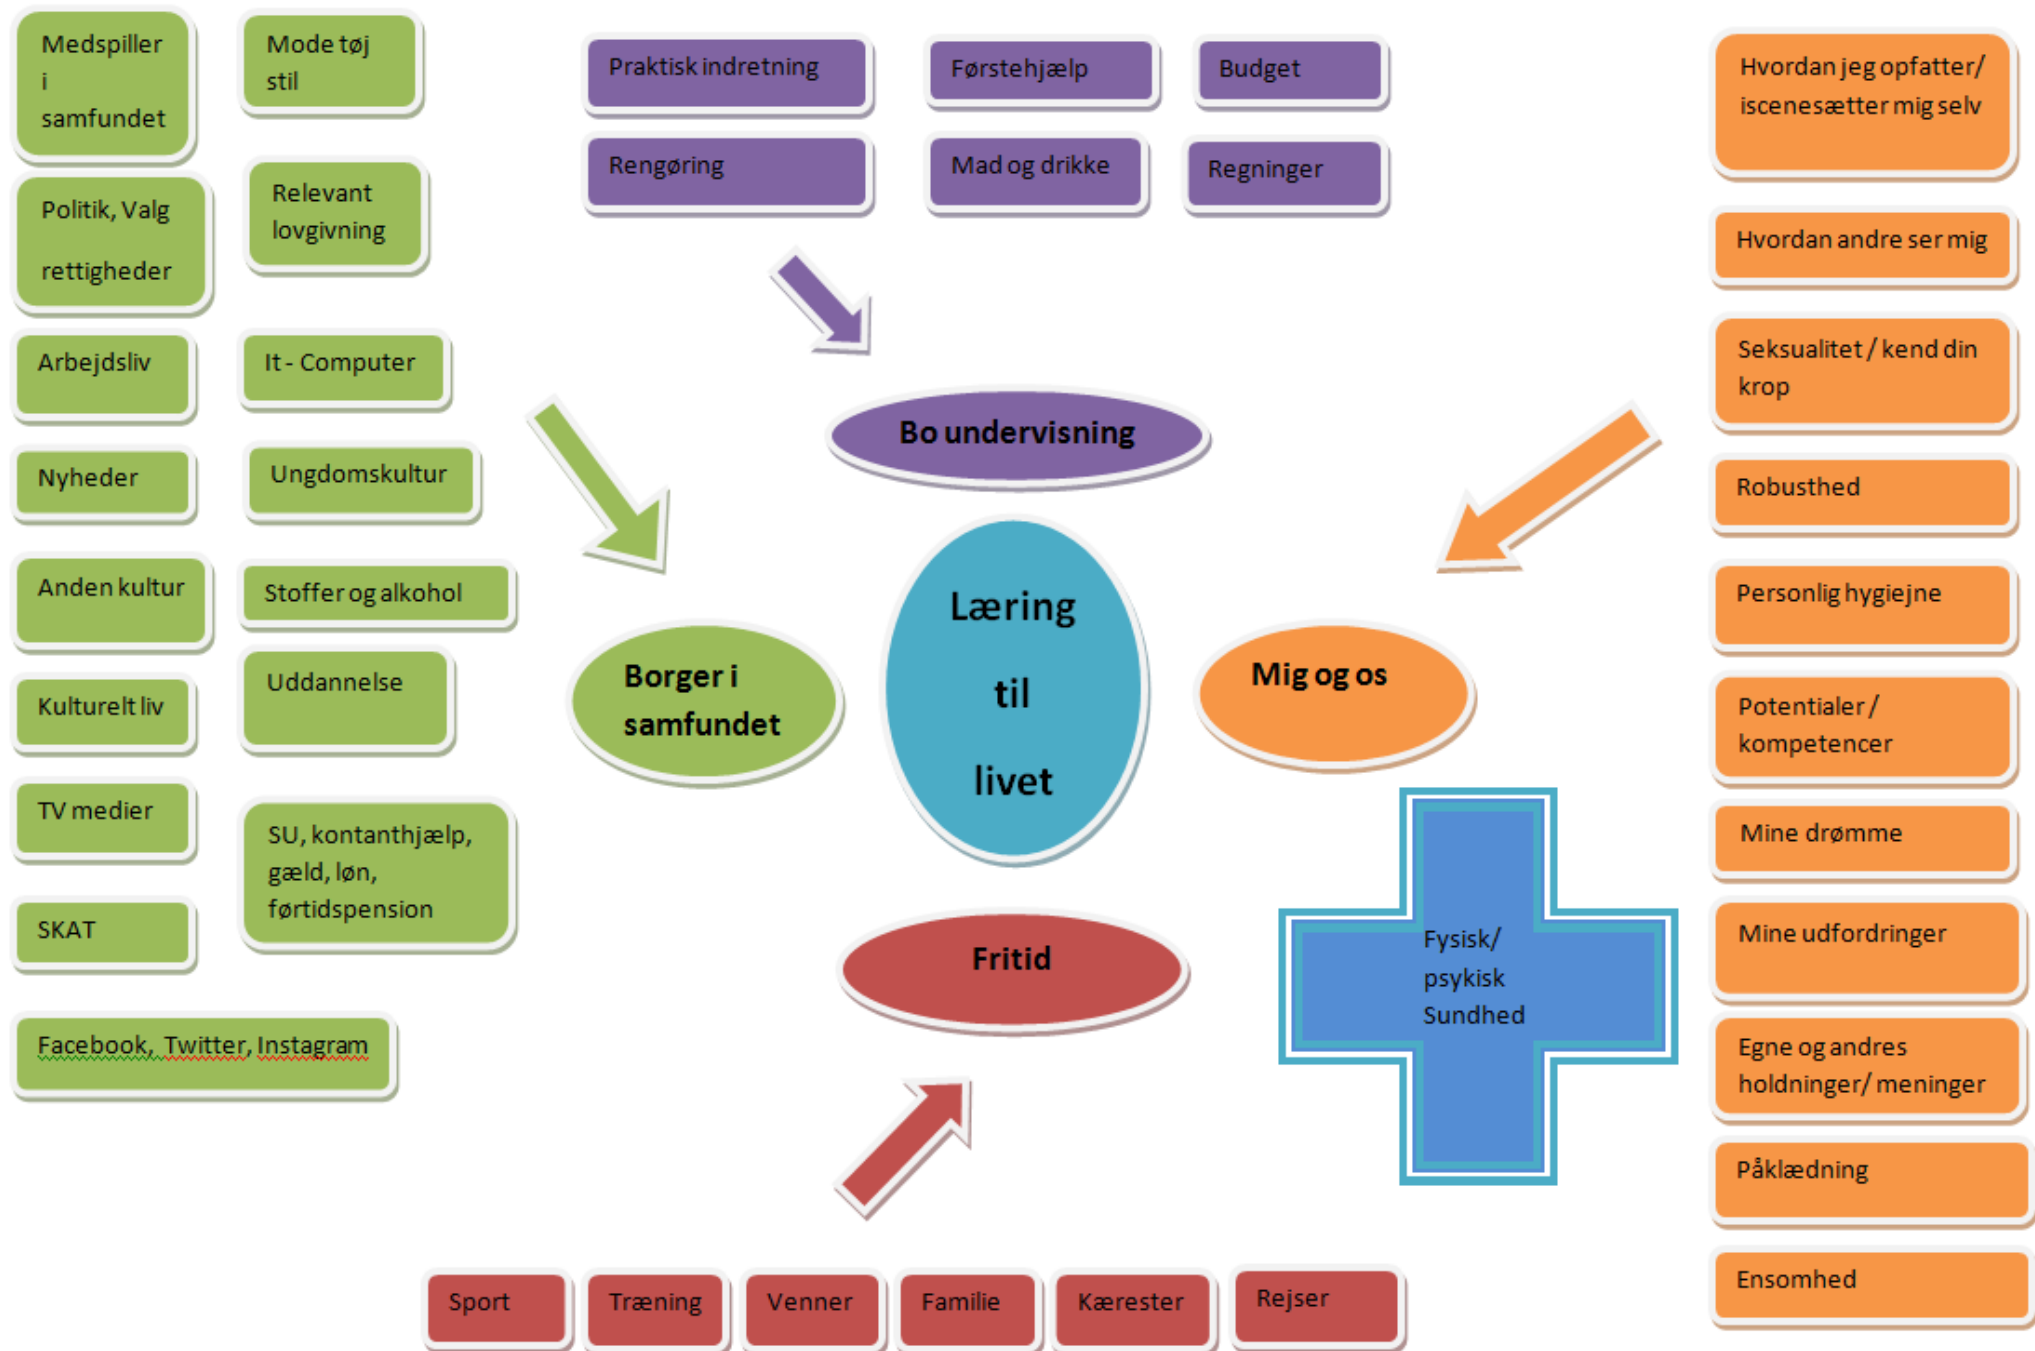 Medspiller
i
samfundet
Mode tøj
stil
Politik, Valg
rettigheder
Relevant
lovgivning
Arbejdsliv
It - Computer
Nyheder
Ungdomskultur
Anden kultur
Stoffer og alkohol
Kulturelt liv
Uddannelse
TV medier
SU, kontanthjælp,
gæld, løn,
førtidspension
SKAT
Facebook, Twitter, Instagram
Praktisk indretning
Førstehjælp
Budget
Rengøring
Mad og drikke
Regninger
Bo undervisning
Læring
til
livet
Borger i
samfundet
Mig og os
Fritid
Fysisk/
psykisk
Sundhed
Hvordan jeg opfatter/
iscenesætter mig selv
Hvordan andre ser mig
Seksualitet / kend din
krop
Robusthed
Personlig hygiejne
Potentialer /
kompetencer
Mine drømme
Mine udfordringer
Egne og andres
holdninger/ meninger
Påklædning
Ensomhed
Sport
Træning
Venner
Familie
Kærester
Rejser